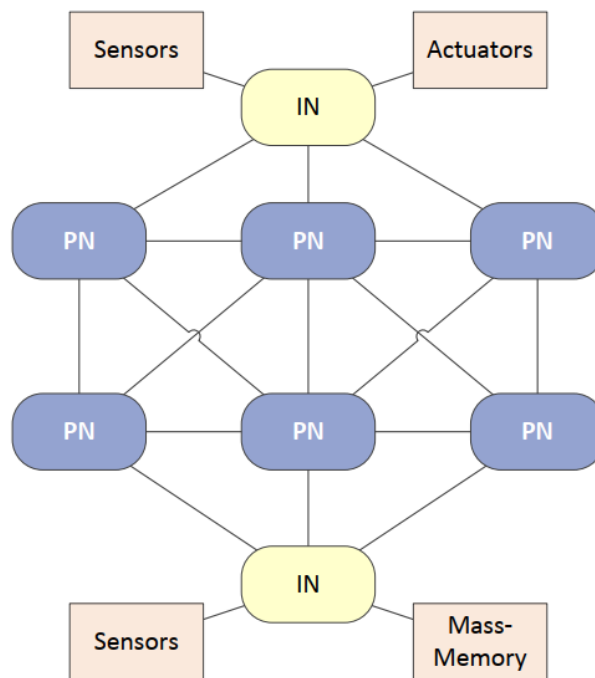 Sensors
Actuators
IN
PN
PN
PN
PN
PN
PN
IN
Sensors
Mass-
Memory